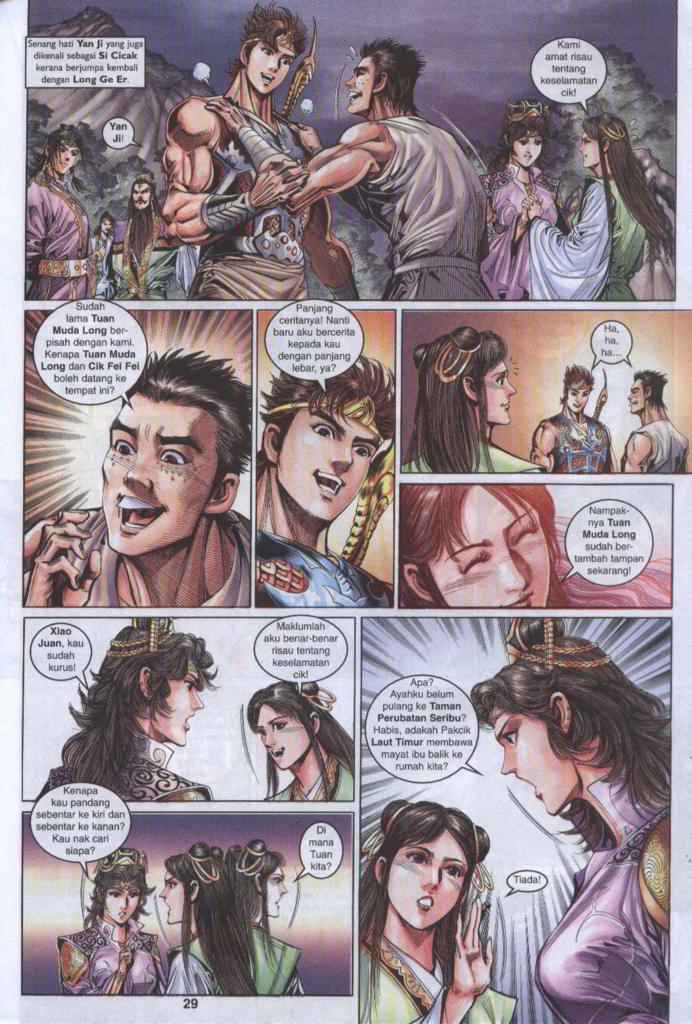 Senang hati Yan Ji yang juga
dikenali sebagai Si Cicak
kerana berjumpa kembali
dengan Long Ge Er.
Yan
Ji!
Kami
amat risau
tentang
keselamatan
cik!
Sudah
lama Tuan
Muda Long ber-
pisah dengan kami.
Kenapa Tuan Muda
Long dan Cik Fei Fei
boleh datang ke
tempat ini?
Panjang
ceritanya! Nanti
baru aku bercerita
kepada kau
dengan panjang
lebar, ya?
Ha,
ha,
ha...
Nampak-
nya Tuan
Muda Long
sudah ber-
tambah tampan
sekarang!
Xiao
Juan, kau
sudah
kurus!
Maklumlah
aku benar-benar
risau tentang
keselamatan
cik!
Kenapa
kau pandang
sebentar ke kiri dan
sebentar ke kanan?
Kau nak cari
siapa?
Di
mana
Tuan
kita?
Apa?
Ayahku belum
pulang ke Taman
Perubatan Seribu?
Habis, adakah Pakcik
Laut Timur membawa
mayat ibu balik ke
rumah kita?
Tiada!
29